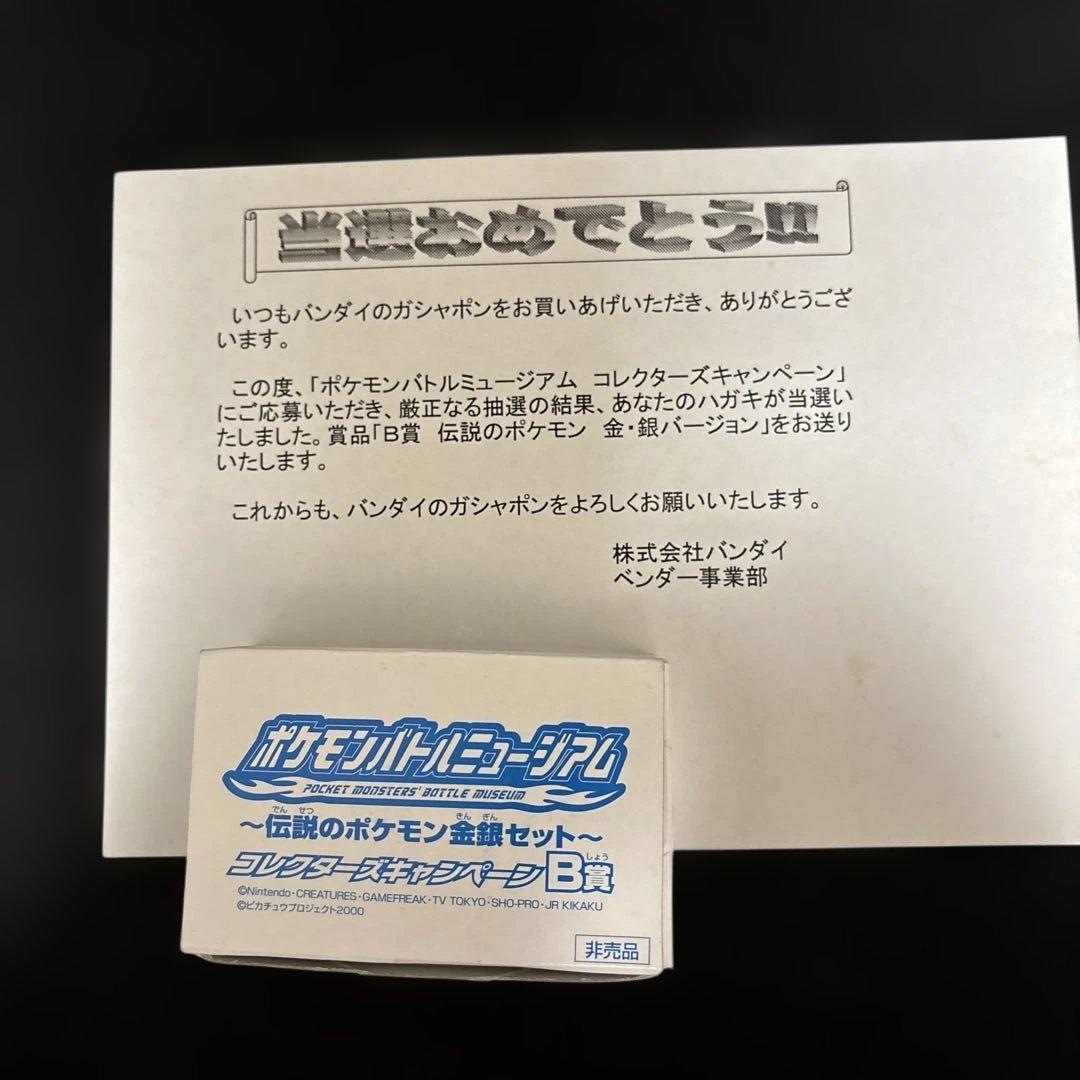 当選おめでとう!!
いつもバンダイのガシャポンをお買いあげいただき、ありがとうござ
います。
この度、「ポケモンバトルミュージアム コレクターズキャンペーン」
にご応募いただき、厳正なる抽選の結果、あなたのハガキが当選い
たしました。賞品「B賞 伝説のポケモン 金・銀バージョン」をお送り
いたします。
これからも、バンダイのガシャポンをよろしくお願いいたします。
株式会社バンダイ
ベンダー事業部
ポケモンバトルミュージアム
POCKET MONSTERS' BOTTLE MUSEUM
でん せつ きん ぎん
～伝説のポケモン金銀セット～
コレクターズキャンペーンB賞
しょう
©Nintendo・CREATURES・GAMEFREAK・TV TOKYO・SHO-PRO・JR KIKAKU
©ピカチュウプロジェクト2000
非売品